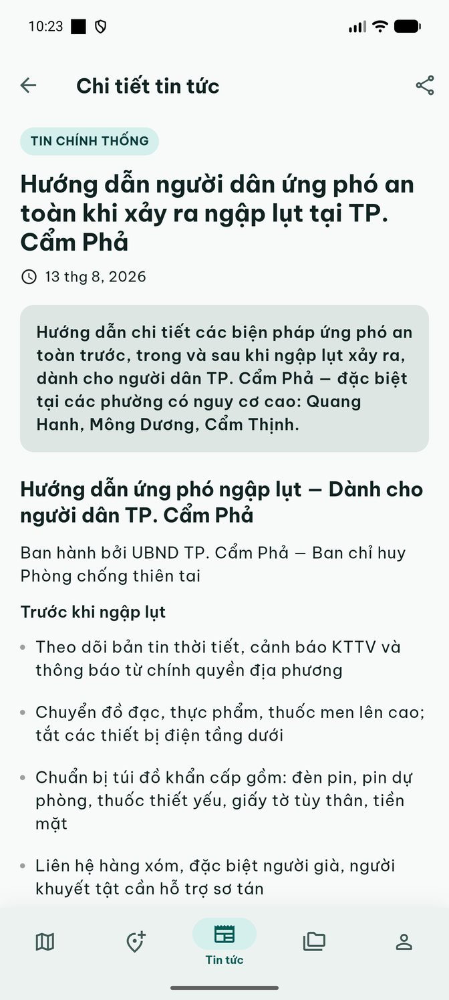 10:23
Chi tiết tin tức
TIN CHÍNH THỐNG
Hướng dẫn người dân ứng phó an
toàn khi xảy ra ngập lụt tại TP.
Cẩm Phả
13 thg 8, 2026
Hướng dẫn chi tiết các biện pháp ứng phó an
toàn trước, trong và sau khi ngập lụt xảy ra,
dành cho người dân TP. Cẩm Phả — đặc biệt
tại các phường có nguy cơ cao: Quang
Hanh, Mông Dương, Cẩm Thịnh.
Hướng dẫn ứng phó ngập lụt — Dành cho
người dân TP. Cẩm Phả
Ban hành bởi UBND TP. Cẩm Phả — Ban chỉ huy
Phòng chống thiên tai
Trước khi ngập lụt
• Theo dõi bản tin thời tiết, cảnh báo KTTV và
thông báo từ chính quyền địa phương
• Chuyển đồ đạc, thực phẩm, thuốc men lên cao;
tắt các thiết bị điện tầng dưới
• Chuẩn bị túi đồ khẩn cấp gồm: đèn pin, pin dự
phòng, thuốc thiết yếu, giấy tờ tùy thân, tiền
mặt
• Liên hệ hàng xóm, đặc biệt người già, người
khuyết tật cần hỗ trợ sơ tán
Tin tức